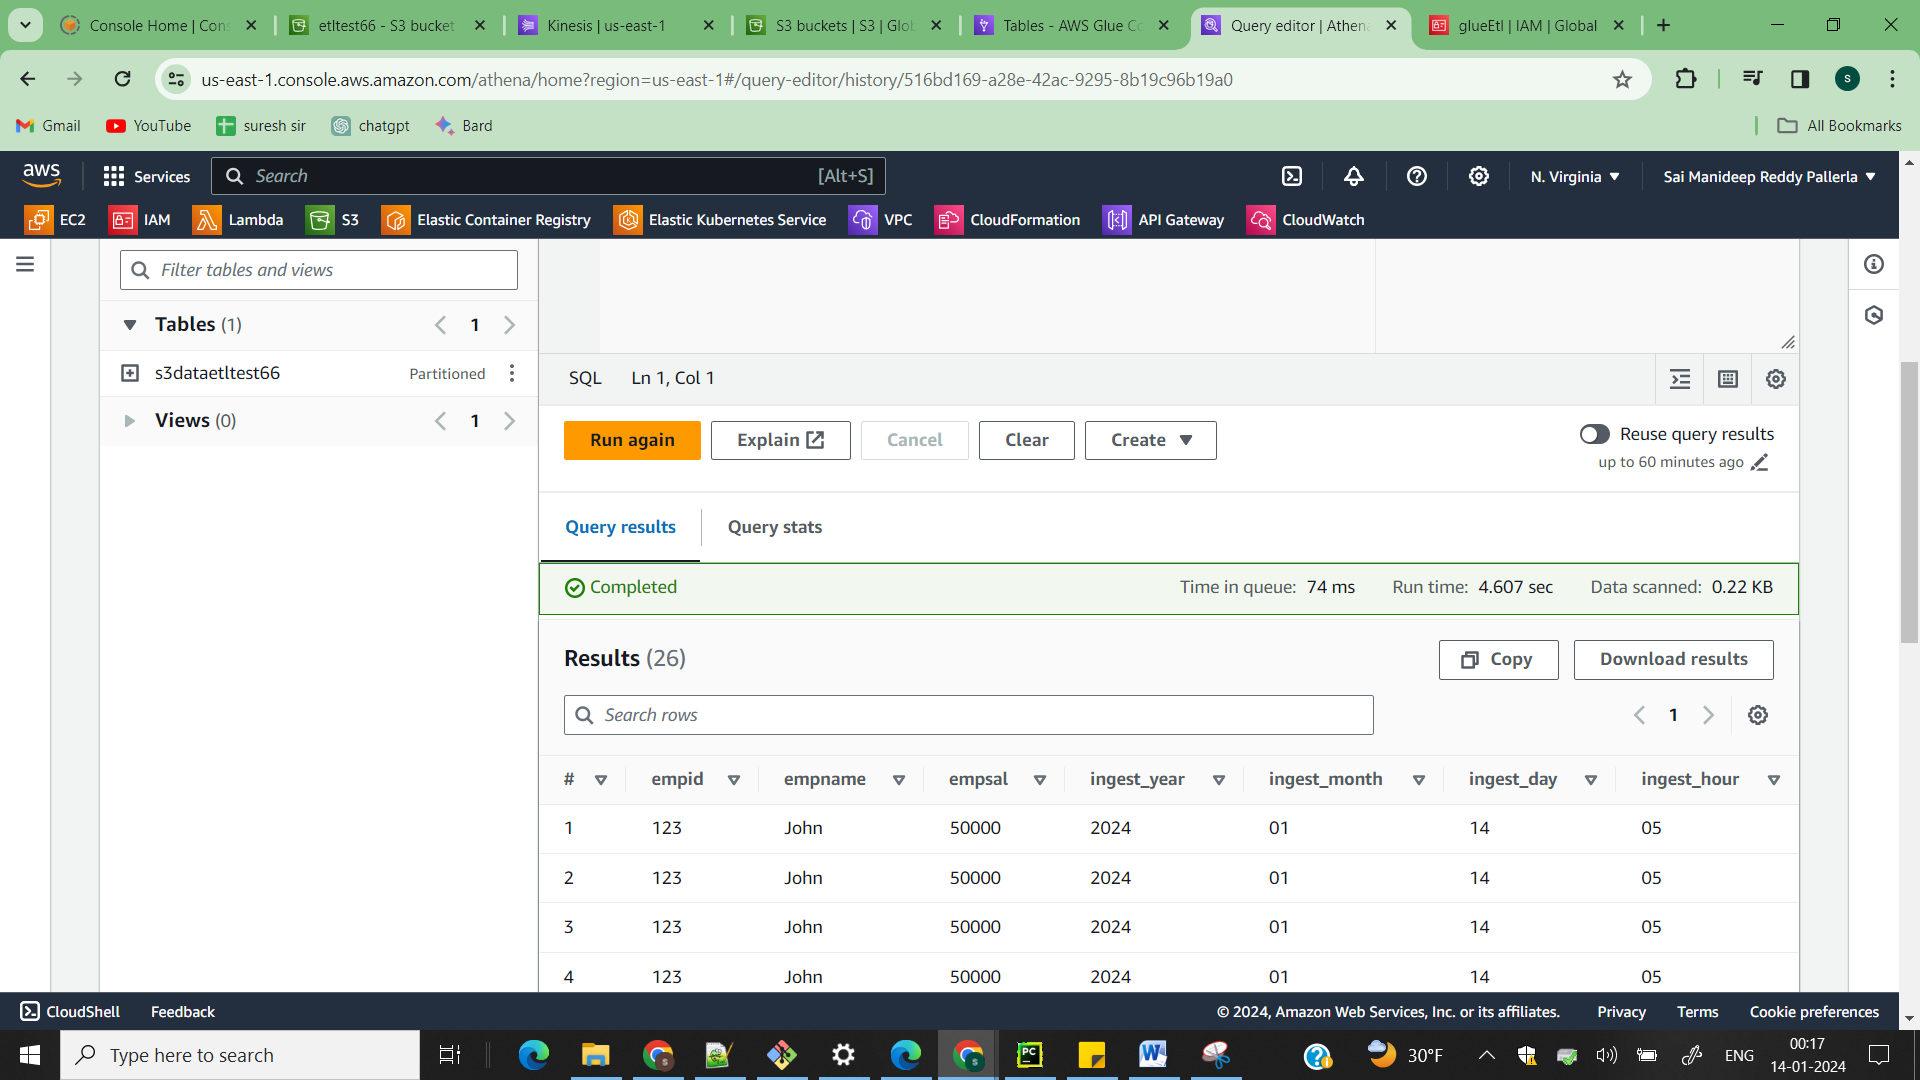 Console Home | Cons
etltest66 - S3 bucket
Kinesis | us-east-1
S3 buckets | S3 | Glob
Tables - AWS Glue Co
Query editor | Athena
glueEtl | IAM | Global
us-east-1.console.aws.amazon.com/athena/home?region=us-east-1#/query-editor/history/516bd169-a28e-42ac-9295-8b19c96b19a0
S
Gmail
YouTube
suresh sir
chatgpt
Bard
All Bookmarks
aws
Services
Search
[Alt+S]
N. Virginia
Sai Manideep Reddy Pallerla
EC2
IAM
Lambda
S3
Elastic Container Registry
Elastic Kubernetes Service
VPC
CloudFormation
API Gateway
CloudWatch
Filter tables and views
Tables (1)
1
s3dataetltest66
Partitioned
Views (0)
1
SQL
Ln 1, Col 1
Run again
Explain
Cancel
Clear
Create
Reuse query results
up to 60 minutes ago
Query results
Query stats
Completed
Time in queue: 74 ms
Run time: 4.607 sec
Data scanned: 0.22 KB
Results (26)
Copy
Download results
Search rows
1
# empid empname empsal ingest_year ingest_month ingest_day ingest_hour
1 123 John 50000 2024 01 14 05
2 123 John 50000 2024 01 14 05
3 123 John 50000 2024 01 14 05
4 123 John 50000 2024 01 14 05
CloudShell
Feedback
© 2024, Amazon Web Services, Inc. or its affiliates.
Privacy
Terms
Cookie preferences
Type here to search
PC
30°F
ENG
00:17
14-01-2024